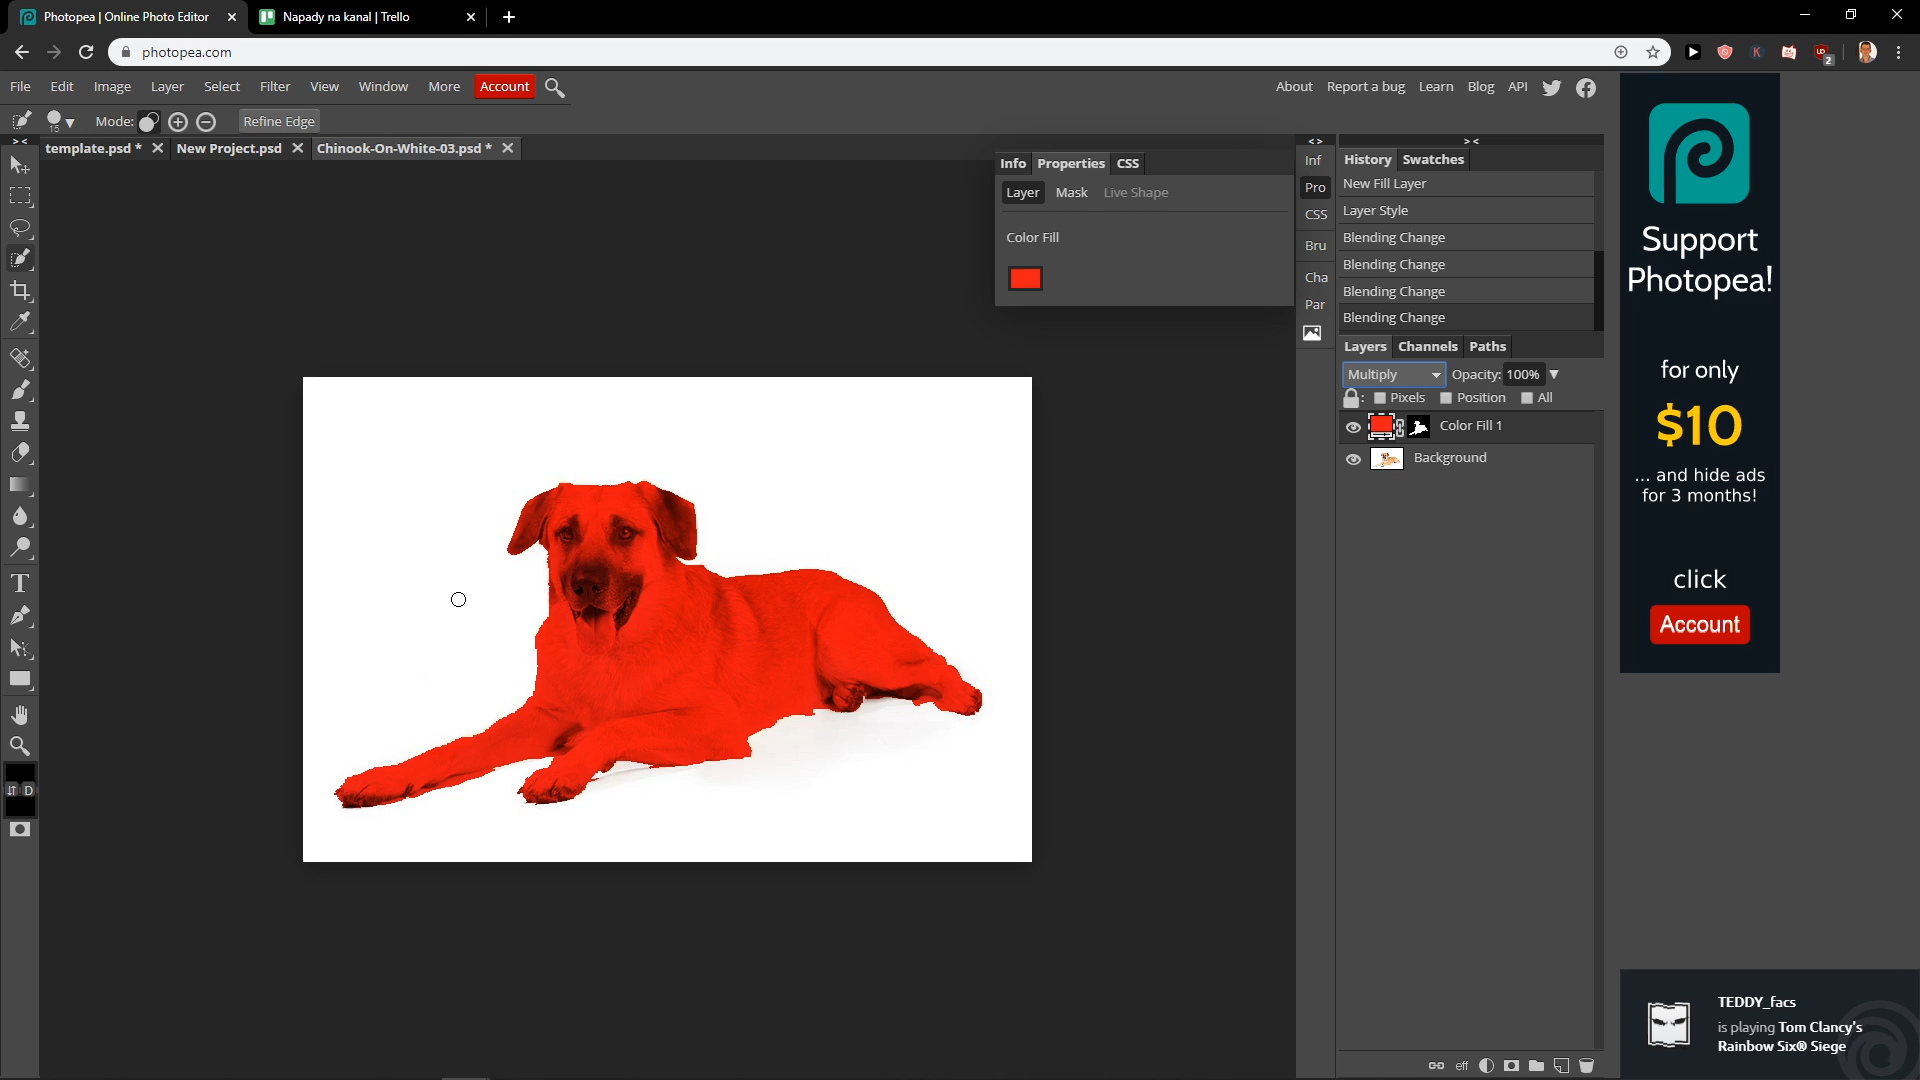 Photopea | Online Photo Editor
Napady na kanal | Trello
photopea.com
2
File Edit Image Layer Select Filter View Window More Account
About Report a bug Learn Blog API
15
Mode: Refine Edge
template.psd * New Project.psd Chinook-On-White-03.psd *
Info Properties CSS
Layer Mask Live Shape
Color Fill
Inf
Pro
CSS
Bru
Cha
Par
History Swatches
New Fill Layer
Layer Style
Blending Change
Blending Change
Blending Change
Blending Change
Layers Channels Paths
Multiply Opacity: 100%
: Pixels Position All
Color Fill 1
Background
T
D
eff
Support
Photopea!
for only
$10
... and hide ads
for 3 months!
click
Account
TEDDY_facs
is playing Tom Clancy's
Rainbow Six® Siege